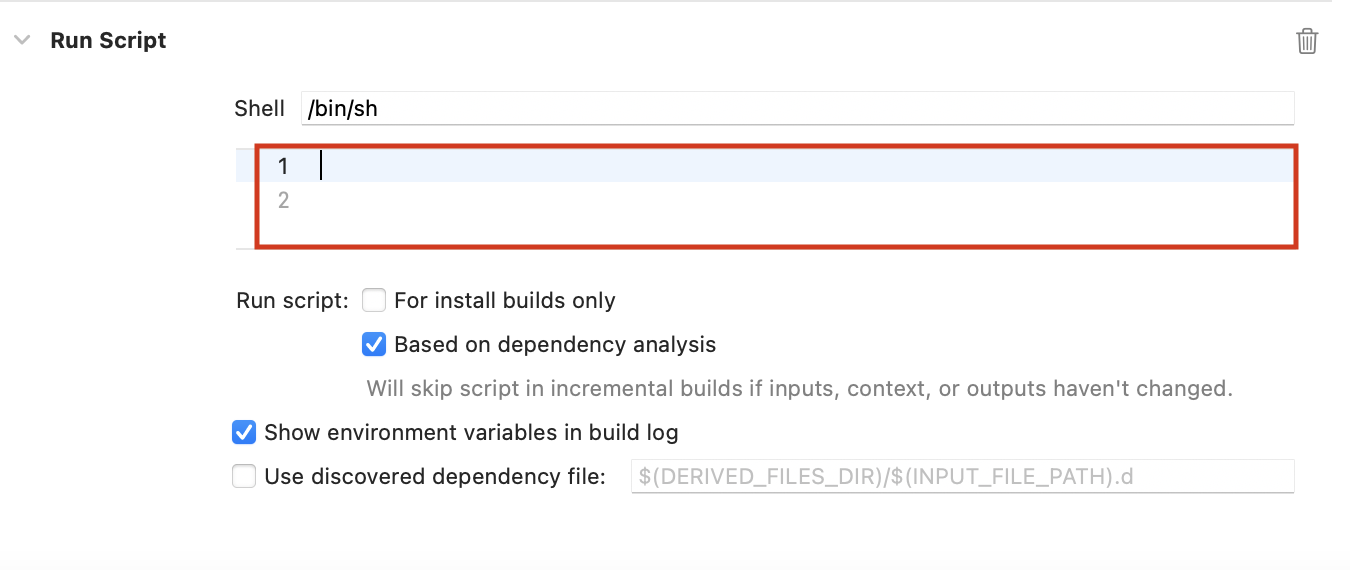 Run Script
Shell /bin/sh
1
2
Run script: For install builds only
Based on dependency analysis
Will skip script in incremental builds if inputs, context, or outputs haven't changed.
Show environment variables in build log
Use discovered dependency file: $(DERIVED_FILES_DIR)/$(INPUT_FILE_PATH).d